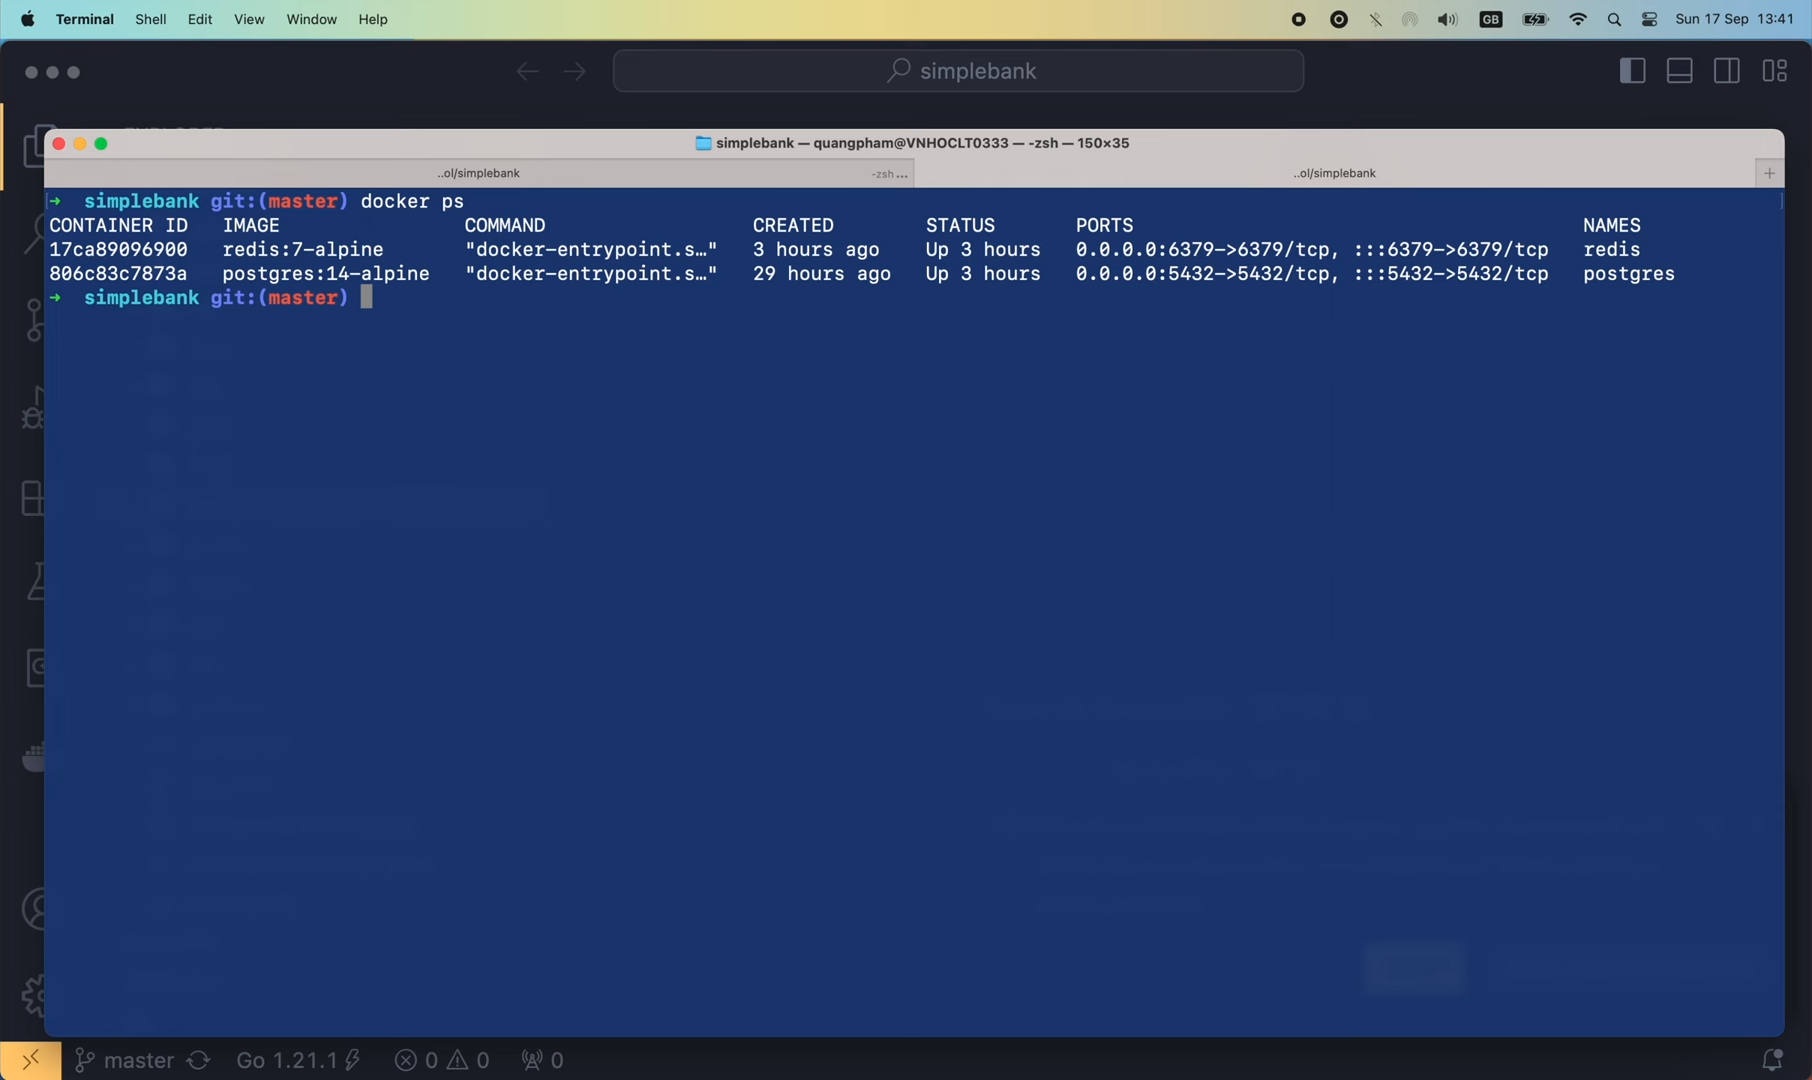 Terminal Shell Edit View Window Help GB Sun 17 Sep 13:41
simplebank
simplebank — quangpham@VNHOCLT0333 — -zsh — 150×35
..ol/simplebank -zsh ... ..ol/simplebank +
→ simplebank git:(master) docker ps
CONTAINER ID IMAGE COMMAND CREATED STATUS PORTS NAMES
17ca89096900 redis:7-alpine "docker-entrypoint.s…" 3 hours ago Up 3 hours 0.0.0.0:6379->6379/tcp, :::6379->6379/tcp redis
806c83c7873a postgres:14-alpine "docker-entrypoint.s…" 29 hours ago Up 3 hours 0.0.0.0:5432->5432/tcp, :::5432->5432/tcp postgres
→ simplebank git:(master)
master Go 1.21.1 0 0 0